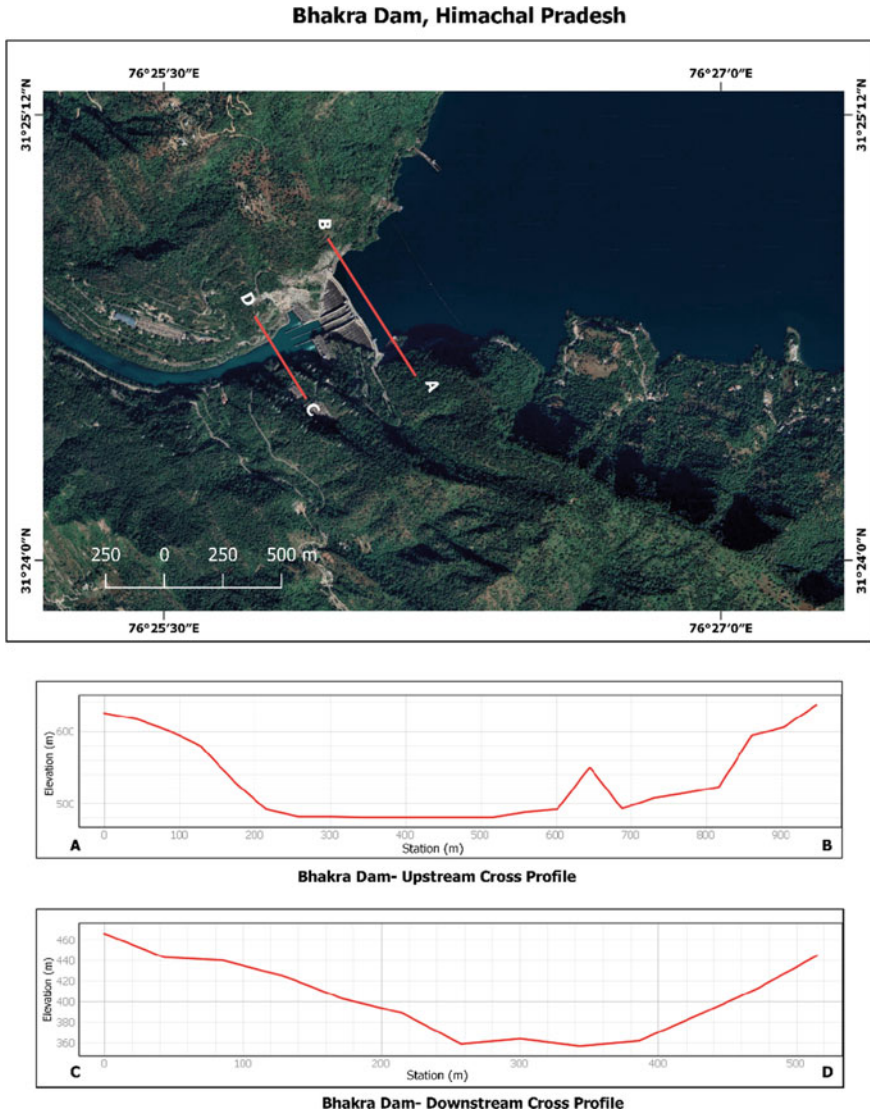 Bhakra Dam, Himachal Pradesh
76°25'30"E 76°27'0"E
31°25'12"N 31°25'12"N
B
D
A
C
250 0 250 500 m
31°24'0"N 31°24'0"N
76°25'30"E 76°27'0"E
600
Elevation (m)
500
0 100 200 300 400 500 600 700 800 900
A Station (m) B
Bhakra Dam- Upstream Cross Profile
460
440
420
400
380
360
Elevation (m)
0 100 200 300 400 500
C Station (m) D
Bhakra Dam- Downstream Cross Profile